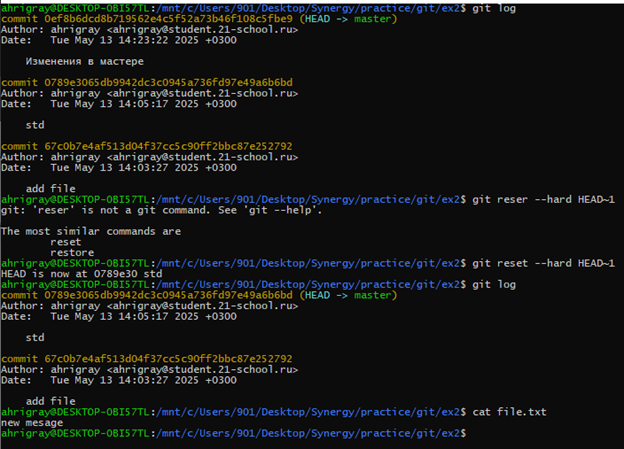 ahrigray@DESKTOP-OBI57TL:/mnt/c/Users/901/Desktop/Synergy/practice/git/ex2$ git log
commit 0ef8b6dcd8b719562e4c5f52a73b46f108c5fbe9 (HEAD -> master)
Author: ahrigray <ahrigray@student.21-school.ru>
Date:   Tue May 13 14:23:22 2025 +0300
Изменения в мастере
commit 0789e3065db9942dc3c0945a736fd97e49a6b6bd
Author: ahrigray <ahrigray@student.21-school.ru>
Date:   Tue May 13 14:05:17 2025 +0300
std
commit 67c0b7e4af513d04f37cc5c90ff2bbc87e252792
Author: ahrigray <ahrigray@student.21-school.ru>
Date:   Tue May 13 14:03:27 2025 +0300
add file
ahrigray@DESKTOP-OBI57TL:/mnt/c/Users/901/Desktop/Synergy/practice/git/ex2$ git reser --hard HEAD~1
git: 'reser' is not a git command. See 'git --help'.
The most similar commands are
reset
restore
ahrigray@DESKTOP-OBI57TL:/mnt/c/Users/901/Desktop/Synergy/practice/git/ex2$ git reset --hard HEAD~1
HEAD is now at 0789e30 std
ahrigray@DESKTOP-OBI57TL:/mnt/c/Users/901/Desktop/Synergy/practice/git/ex2$ git log
commit 0789e3065db9942dc3c0945a736fd97e49a6b6bd (HEAD -> master)
Author: ahrigray <ahrigray@student.21-school.ru>
Date:   Tue May 13 14:05:17 2025 +0300
std
commit 67c0b7e4af513d04f37cc5c90ff2bbc87e252792
Author: ahrigray <ahrigray@student.21-school.ru>
Date:   Tue May 13 14:03:27 2025 +0300
add file
ahrigray@DESKTOP-OBI57TL:/mnt/c/Users/901/Desktop/Synergy/practice/git/ex2$ cat file.txt
new mesage
ahrigray@DESKTOP-OBI57TL:/mnt/c/Users/901/Desktop/Synergy/practice/git/ex2$